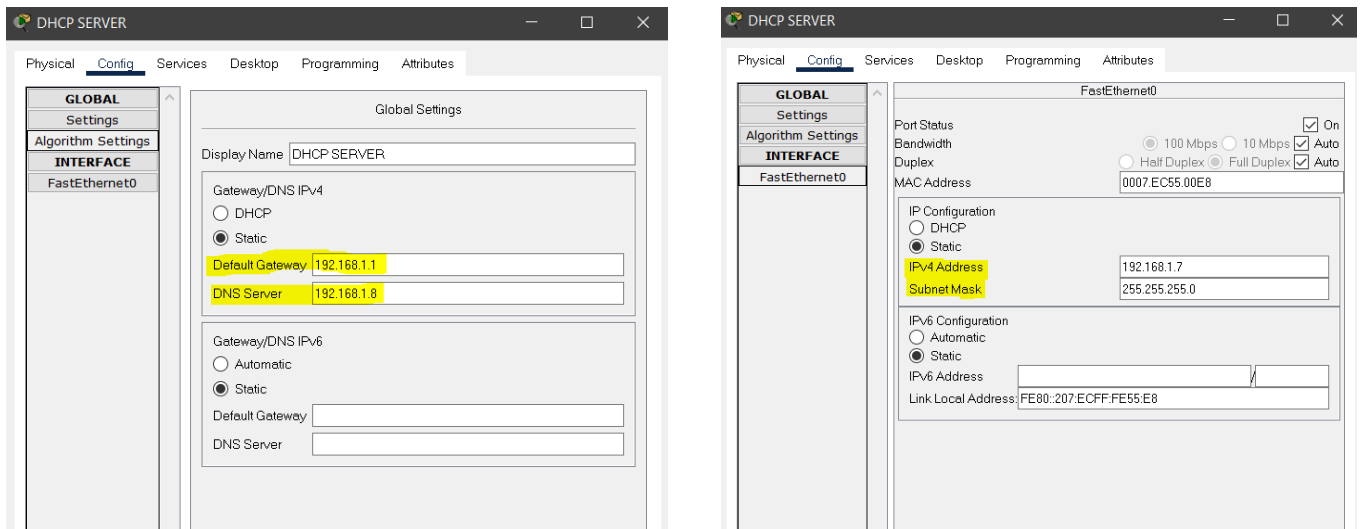 DHCP SERVER
Physical Config Services Desktop Programming Attributes
GLOBAL
Settings
Algorithm Settings
INTERFACE
FastEthernet0
Global Settings
Display Name DHCP SERVER
Gateway/DNS IPv4
DHCP
Static
Default Gateway 192.168.1.1
DNS Server 192.168.1.8
Gateway/DNS IPv6
Automatic
Static
Default Gateway
DNS Server
DHCP SERVER
Physical Config Services Desktop Programming Attributes
GLOBAL
Settings
Algorithm Settings
INTERFACE
FastEthernet0
FastEthernet0
Port Status On
Bandwidth 100 Mbps 10 Mbps Auto
Duplex Half Duplex Full Duplex Auto
MAC Address 0007.EC55.00E8
IP Configuration
DHCP
Static
IPv4 Address 192.168.1.7
Subnet Mask 255.255.255.0
IPv6 Configuration
Automatic
Static
IPv6 Address /
Link Local Address: FE80::207:ECFF:FE55:E8